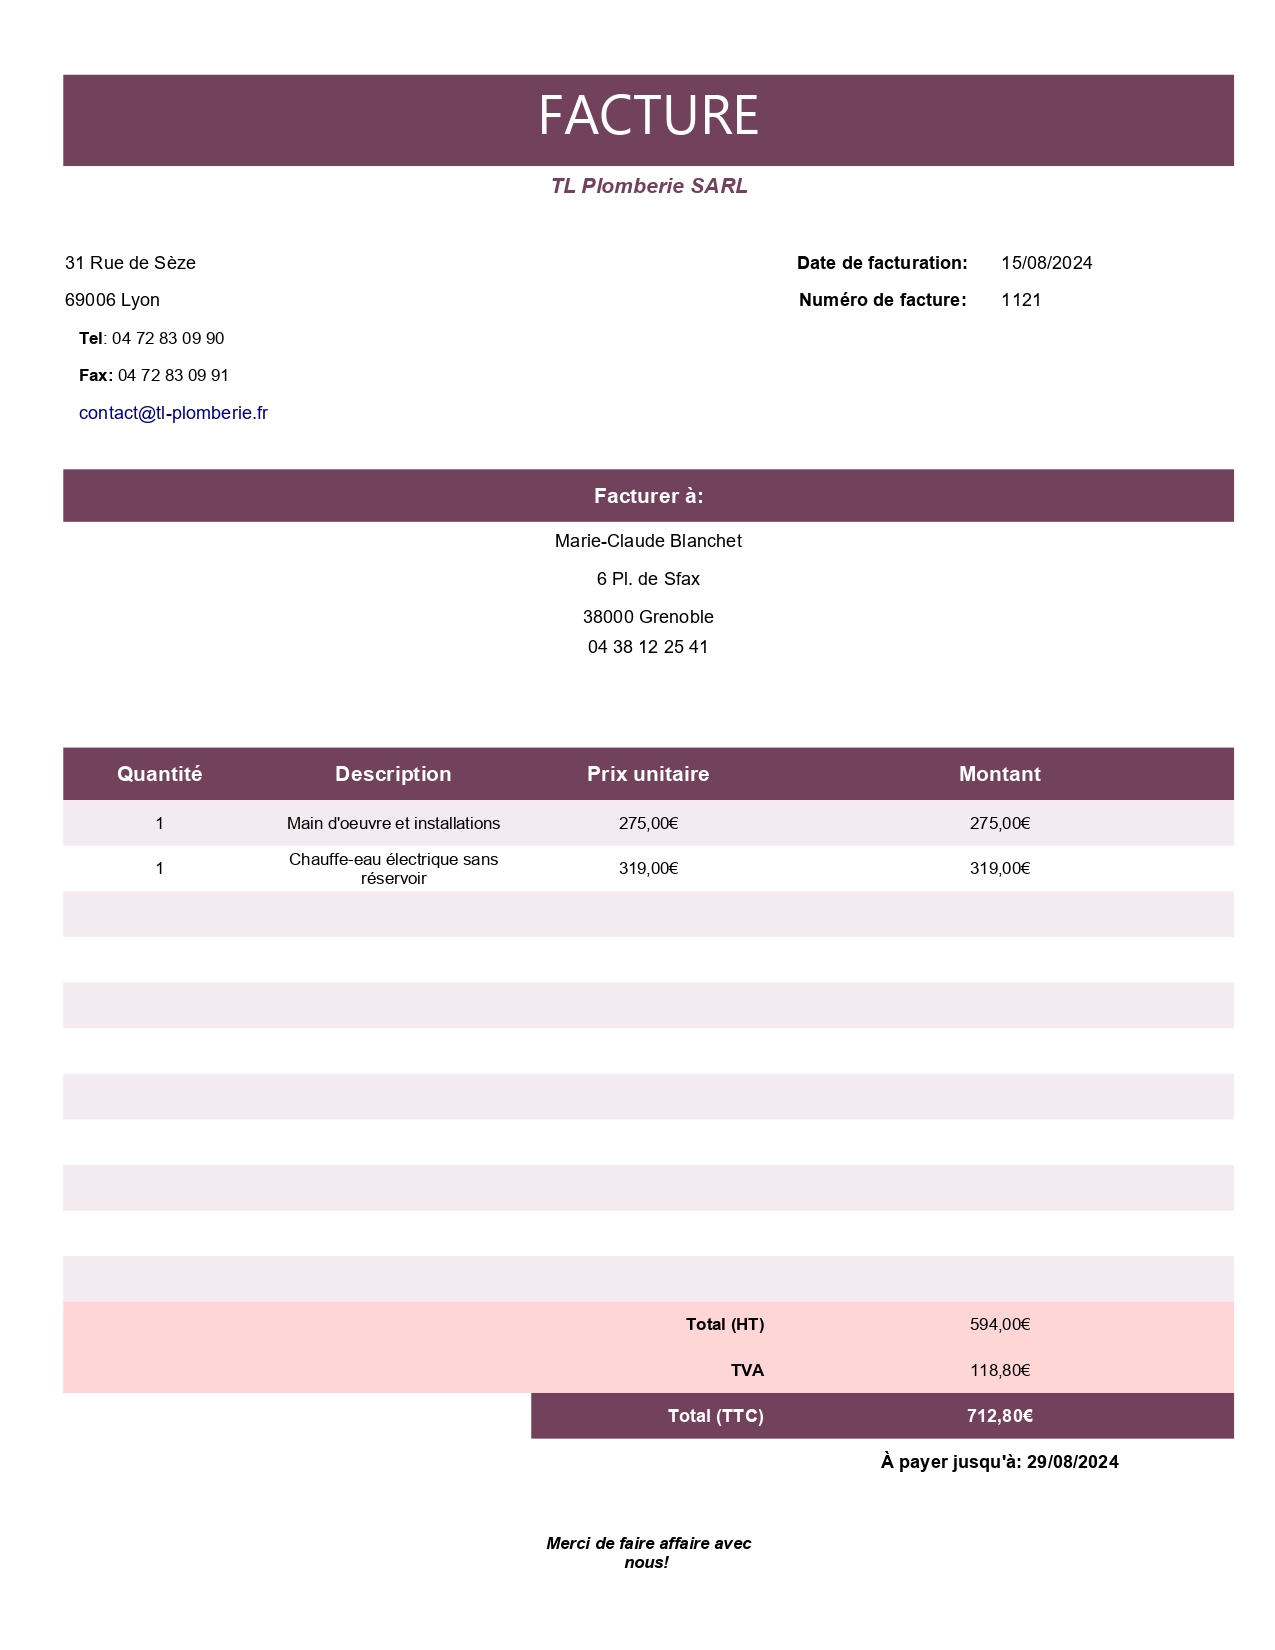 FACTURE
TL Plomberie SARL
31 Rue de Sèze
Date de facturation: 15/08/2024
69006 Lyon
Numéro de facture: 1121
Tel: 04 72 83 09 90
Fax: 04 72 83 09 91
contact@tl-plomberie.fr
Facturer à:
Marie-Claude Blanchet
6 Pl. de Sfax
38000 Grenoble
04 38 12 25 41
Quantité Description Prix unitaire Montant
1 Main d'oeuvre et installations 275,00€ 275,00€
1 Chauffe-eau électrique sans
réservoir 319,00€ 319,00€
Total (HT) 594,00€
TVA 118,80€
Total (TTC) 712,80€
À payer jusqu'à: 29/08/2024
Merci de faire affaire avec
nous!